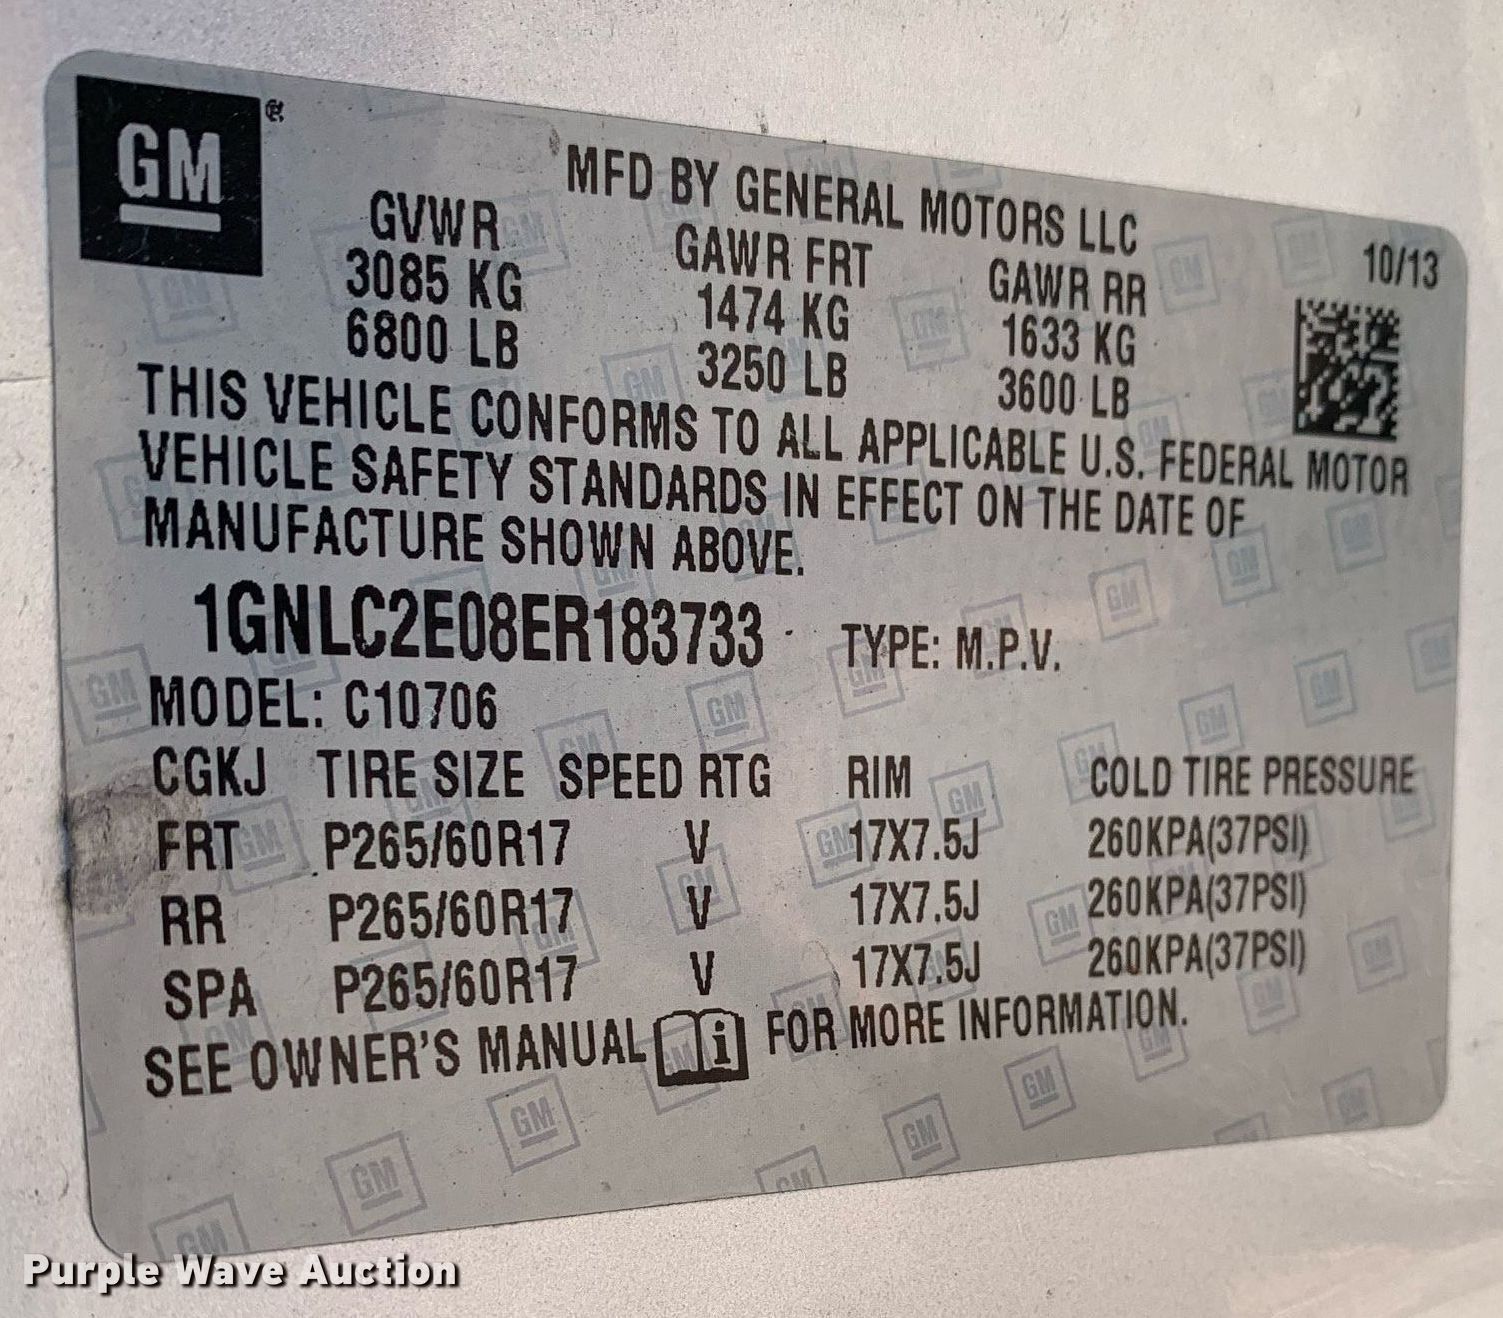 GM®
MFD BY GENERAL MOTORS LLC
10/13
GVWR GAWR FRT GAWR RR
3085 KG 1474 KG 1633 KG
6800 LB 3250 LB 3600 LB
THIS VEHICLE CONFORMS TO ALL APPLICABLE U.S. FEDERAL MOTOR
VEHICLE SAFETY STANDARDS IN EFFECT ON THE DATE OF
MANUFACTURE SHOWN ABOVE.
1GNLC2E08ER183733 TYPE: M.P.V.
MODEL: C10706
CGKJ TIRE SIZE SPEED RTG RIM COLD TIRE PRESSURE
FRT P265/60R17 V 17X7.5J 260KPA(37PSI)
RR P265/60R17 V 17X7.5J 260KPA(37PSI)
SPA P265/60R17 V 17X7.5J 260KPA(37PSI)
SEE OWNER'S MANUAL i FOR MORE INFORMATION.
Purple Wave Auction